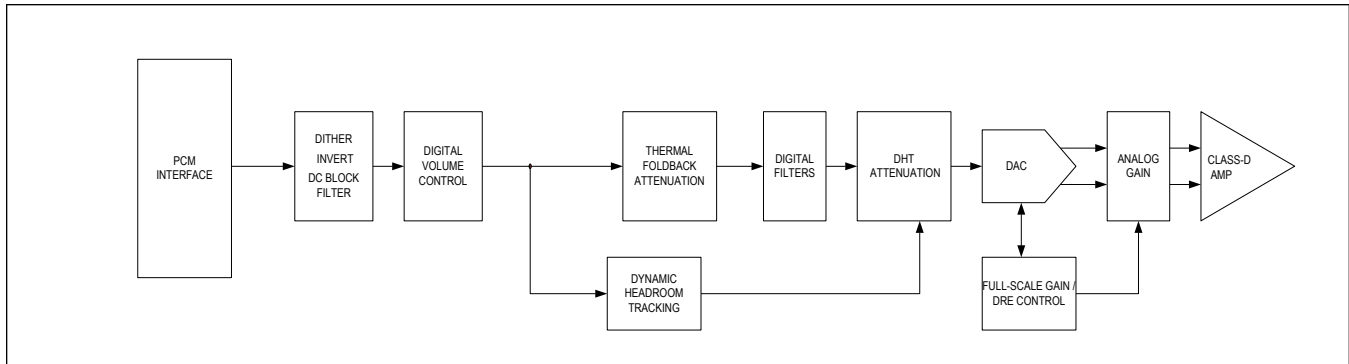 PCM
INTERFACE
DITHER
INVERT
DC BLOCK
FILTER
DIGITAL
VOLUME
CONTROL
THERMAL
FOLDBACK
ATTENUATION
DIGITAL
FILTERS
DHT
ATTENUATION
DAC
ANALOG
GAIN
CLASS-D
AMP
DYNAMIC
HEADROOM
TRACKING
FULL-SCALE GAIN /
DRE CONTROL